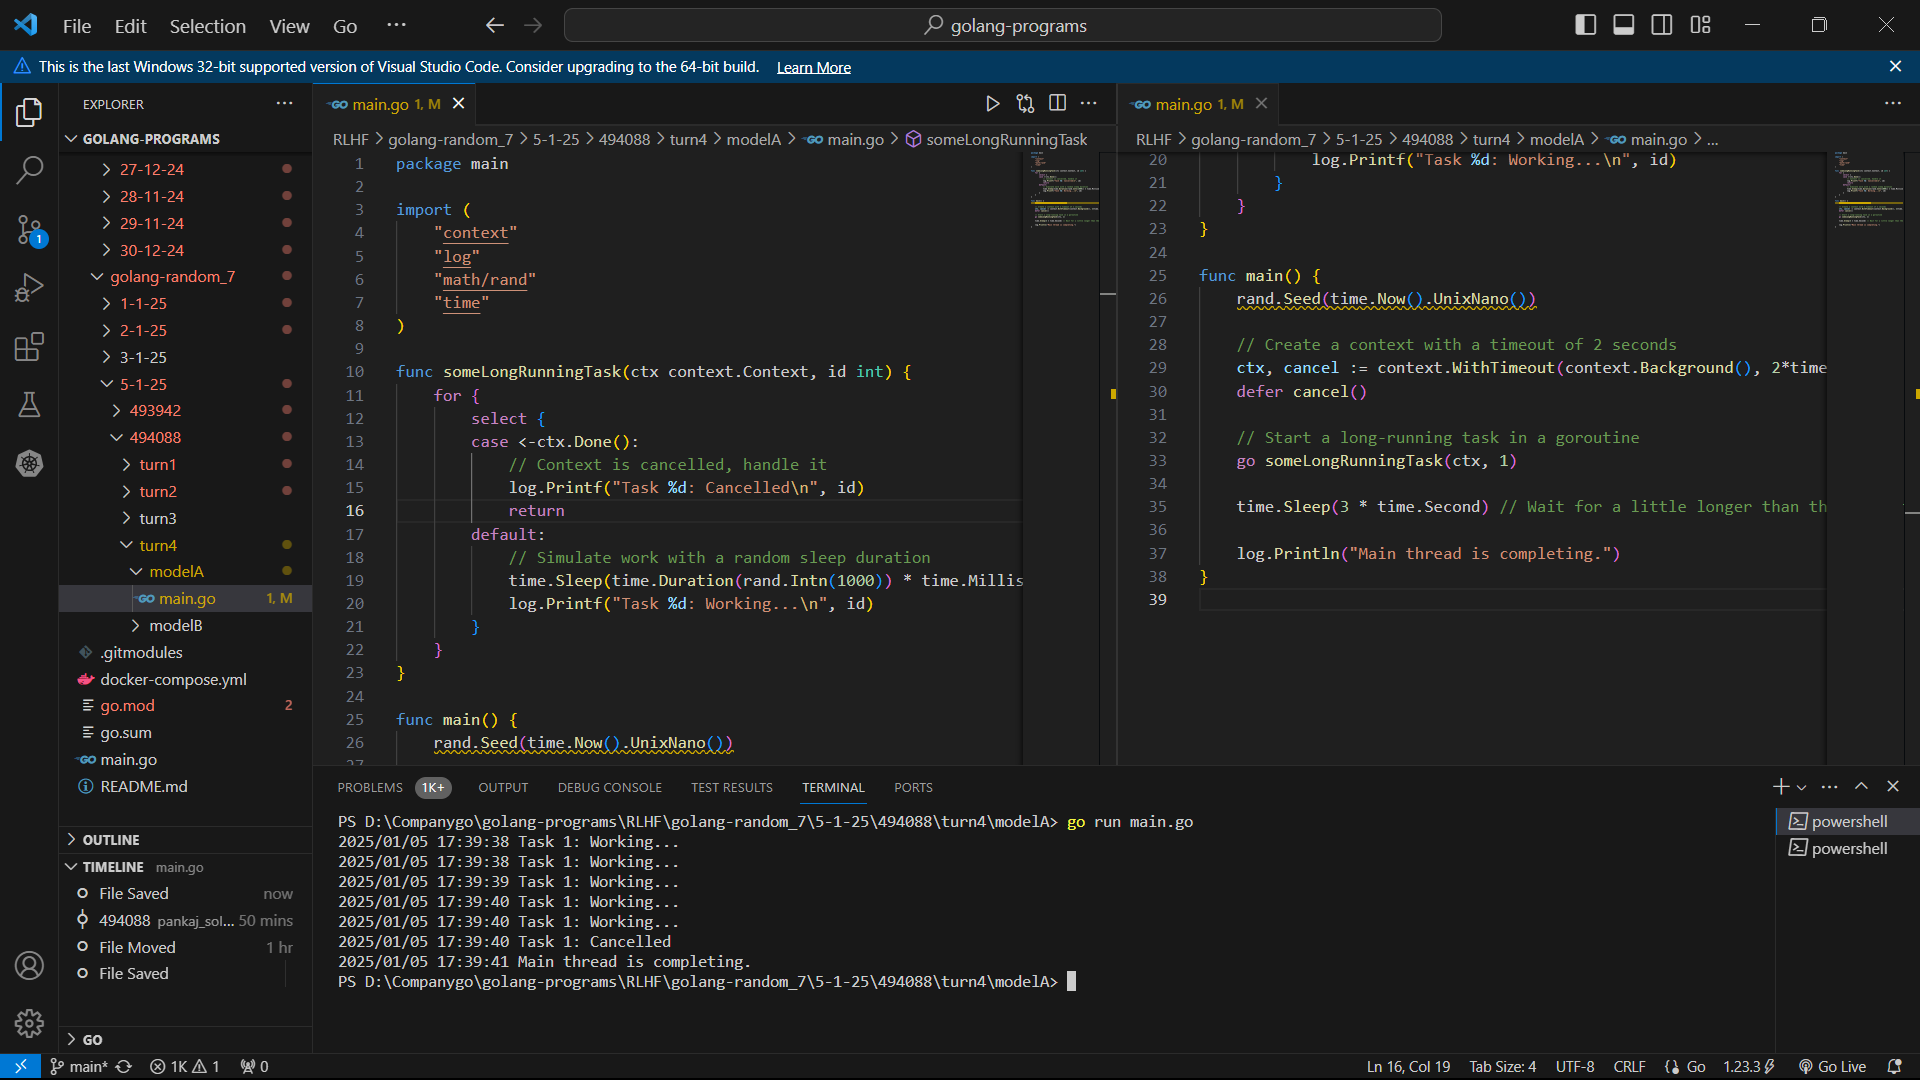 File Edit Selection View Go ... golang-programs
This is the last Windows 32-bit supported version of Visual Studio Code. Consider upgrading to the 64-bit build. Learn More
EXPLORER
GOLANG-PROGRAMS
27-12-24
28-11-24
29-11-24
30-12-24
golang-random_7
1-1-25
2-1-25
3-1-25
5-1-25
493942
494088
turn1
turn2
turn3
turn4
modelA
main.go 1, M
modelB
.gitmodules
docker-compose.yml
go.mod 2
go.sum
main.go
README.md
OUTLINE
TIMELINE main.go
File Saved now
494088 pankaj_sol... 50 mins
File Moved 1 hr
File Saved
GO
1
main.go 1, M
RLHF > golang-random_7 > 5-1-25 > 494088 > turn4 > modelA > main.go > someLongRunningTask
1 package main
2
3 import (
4 "context"
5 "log"
6 "math/rand"
7 "time"
8 )
9
10 func someLongRunningTask(ctx context.Context, id int) {
11 for {
12 select {
13 case <-ctx.Done():
14 // Context is cancelled, handle it
15 log.Printf("Task %d: Cancelled\n", id)
16 return
17 default:
18 // Simulate work with a random sleep duration
19 time.Sleep(time.Duration(rand.Intn(1000)) * time.Millis
20 log.Printf("Task %d: Working...\n", id)
21 }
22 }
23 }
24
25 func main() {
26 rand.Seed(time.Now().UnixNano())
27
main.go 1, M
RLHF > golang-random_7 > 5-1-25 > 494088 > turn4 > modelA > main.go > ...
20 log.Printf("Task %d: Working...\n", id)
21 }
22 }
23 }
24
25 func main() {
26 rand.Seed(time.Now().UnixNano())
27
28 // Create a context with a timeout of 2 seconds
29 ctx, cancel := context.WithTimeout(context.Background(), 2*time
30 defer cancel()
31
32 // Start a long-running task in a goroutine
33 go someLongRunningTask(ctx, 1)
34
35 time.Sleep(3 * time.Second) // Wait for a little longer than th
36
37 log.Println("Main thread is completing.")
38 }
39
PROBLEMS 1K+ OUTPUT DEBUG CONSOLE TEST RESULTS TERMINAL PORTS
PS D:\Companygo\golang-programs\RLHF\golang-random_7\5-1-25\494088\turn4\modelA> go run main.go
2025/01/05 17:39:38 Task 1: Working...
2025/01/05 17:39:38 Task 1: Working...
2025/01/05 17:39:39 Task 1: Working...
2025/01/05 17:39:40 Task 1: Working...
2025/01/05 17:39:40 Task 1: Working...
2025/01/05 17:39:40 Task 1: Cancelled
2025/01/05 17:39:41 Main thread is completing.
PS D:\Companygo\golang-programs\RLHF\golang-random_7\5-1-25\494088\turn4\modelA>
powershell
powershell
main* 1K 1 0 Ln 16, Col 19 Tab Size: 4 UTF-8 CRLF Go 1.23.3 Go Live